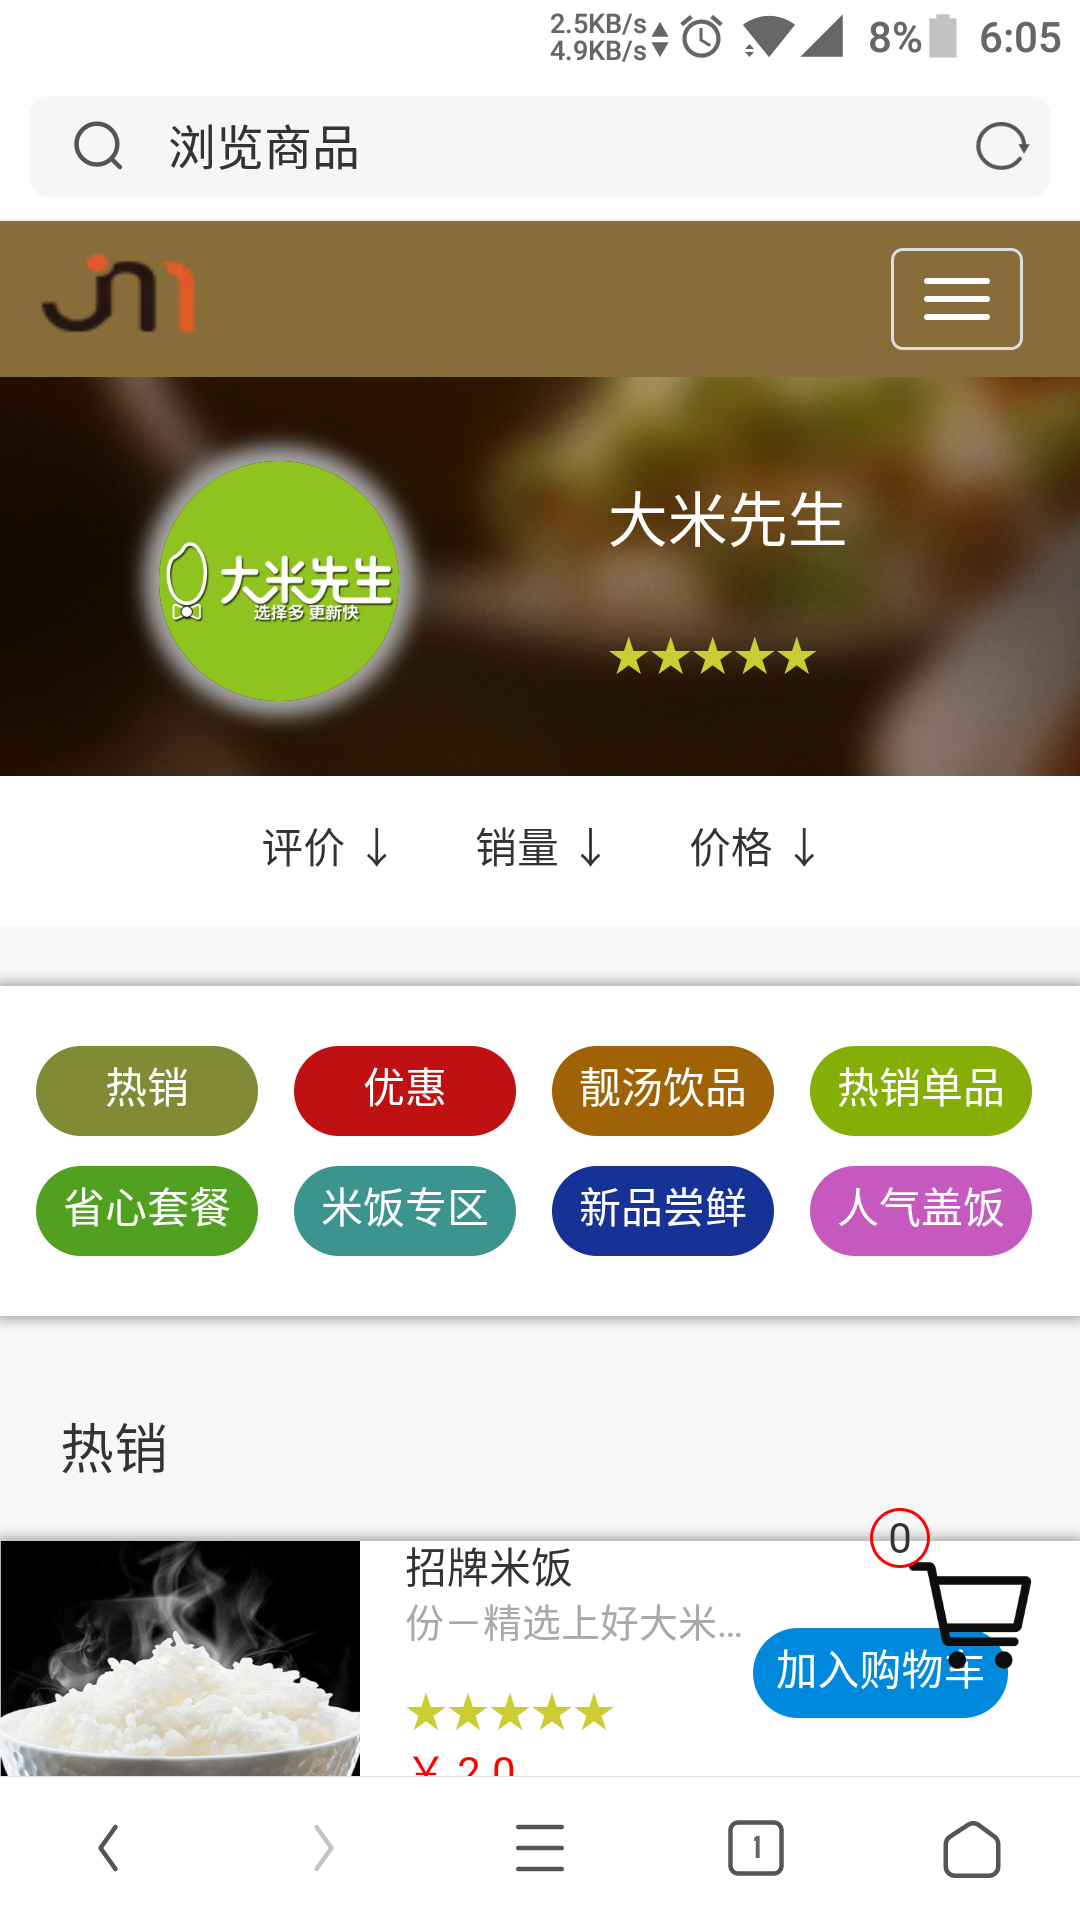 2.5KB/s
4.9KB/s
8%
6:05
浏览商品
jn1
大米先生
选择多 更新快
大米先生
★★★★★
评价 ↓
销量 ↓
价格 ↓
热销
优惠
靓汤饮品
热销单品
省心套餐
米饭专区
新品尝鲜
人气盖饭
热销
0
招牌米饭
份－精选上好大米...
加入购物车
★★★★★
¥ 2.0
1